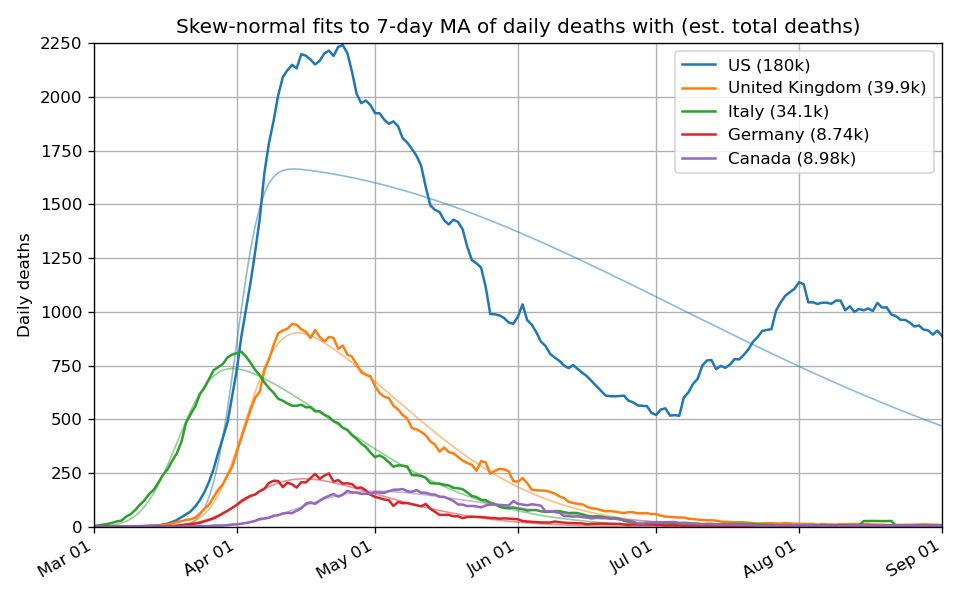 Skew-normal fits to 7-day MA of daily deaths with (est. total deaths)
Daily deaths
2250
2000
1750
1500
1250
1000
750
500
250
0
US (180k)
United Kingdom (39.9k)
Italy (34.1k)
Germany (8.74k)
Canada (8.98k)
Mar 01
Apr 01
May 01
Jun 01
Jul 01
Aug 01
Sep 01